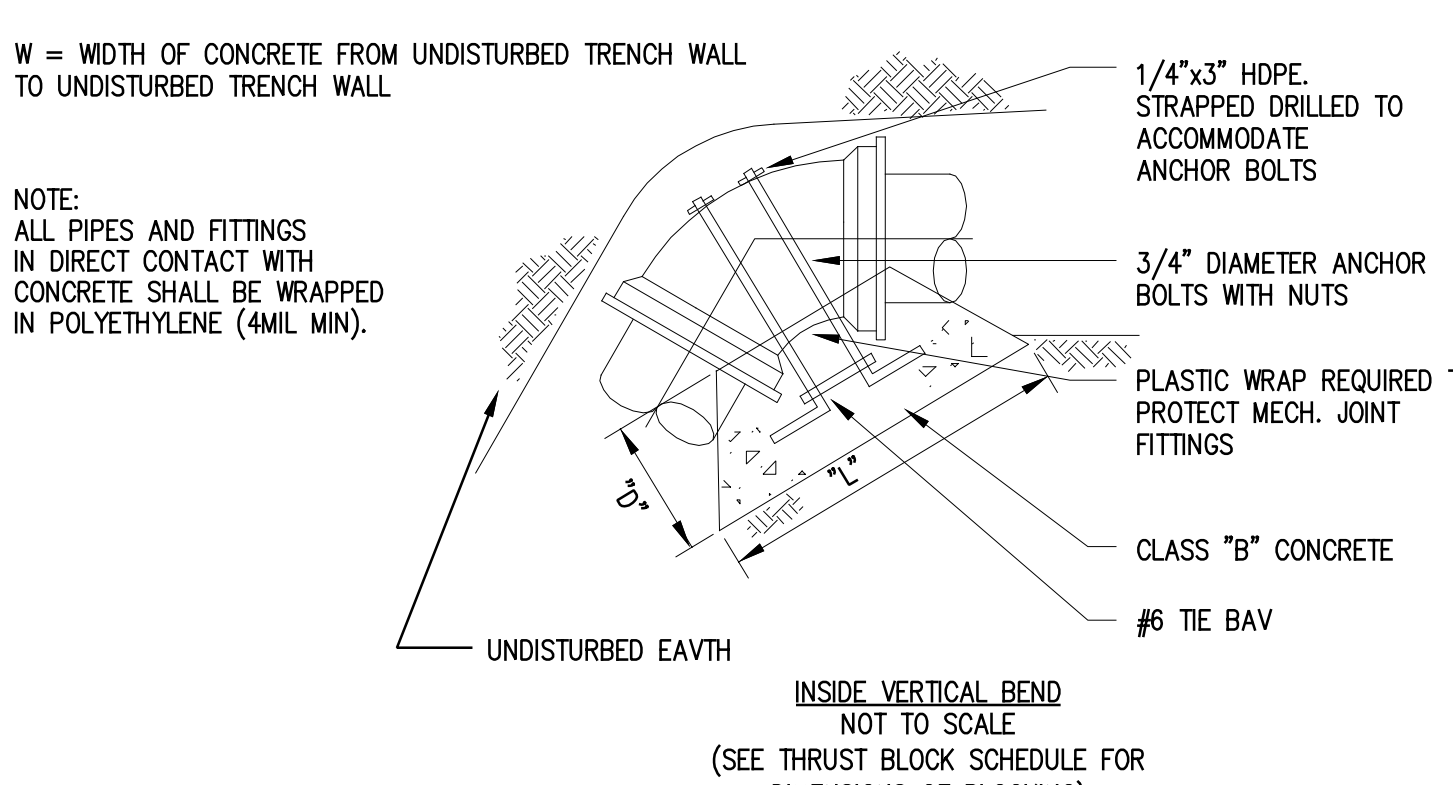 W = WIDTH OF CONCRETE FROM UNDISTURBED TRENCH WALL
TO UNDISTURBED TRENCH WALL
NOTE:
ALL PIPES AND FITTINGS
IN DIRECT CONTACT WITH
CONCRETE SHALL BE WRAPPED
IN POLYETHYLENE (4MIL MIN).
1/4"x3" HDPE.
STRAPPED DRILLED TO
ACCOMMODATE
ANCHOR BOLTS
3/4" DIAMETER ANCHOR
BOLTS WITH NUTS
PLASTIC WRAP REQUIRED
PROTECT MECH. JOINT
FITTINGS
"D"
"L"
CLASS "B" CONCRETE
#6 TIE BAV
UNDISTURBED EAVTH
INSIDE VERTICAL BEND
NOT TO SCALE
(SEE THRUST BLOCK SCHEDULE FOR